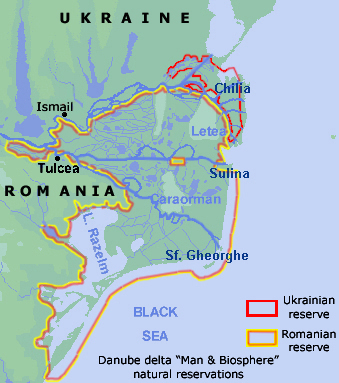 UKRAINE
Ismail
Chilia
Letea
Tulcea
Sulina
ROMANIA
Caraorman
L. Razelm
Sf. Gheorghe
BLACK
SEA
Ukrainian
reserve
Romanian
reserve
Danube delta "Man & Biosphere"
natural reservations